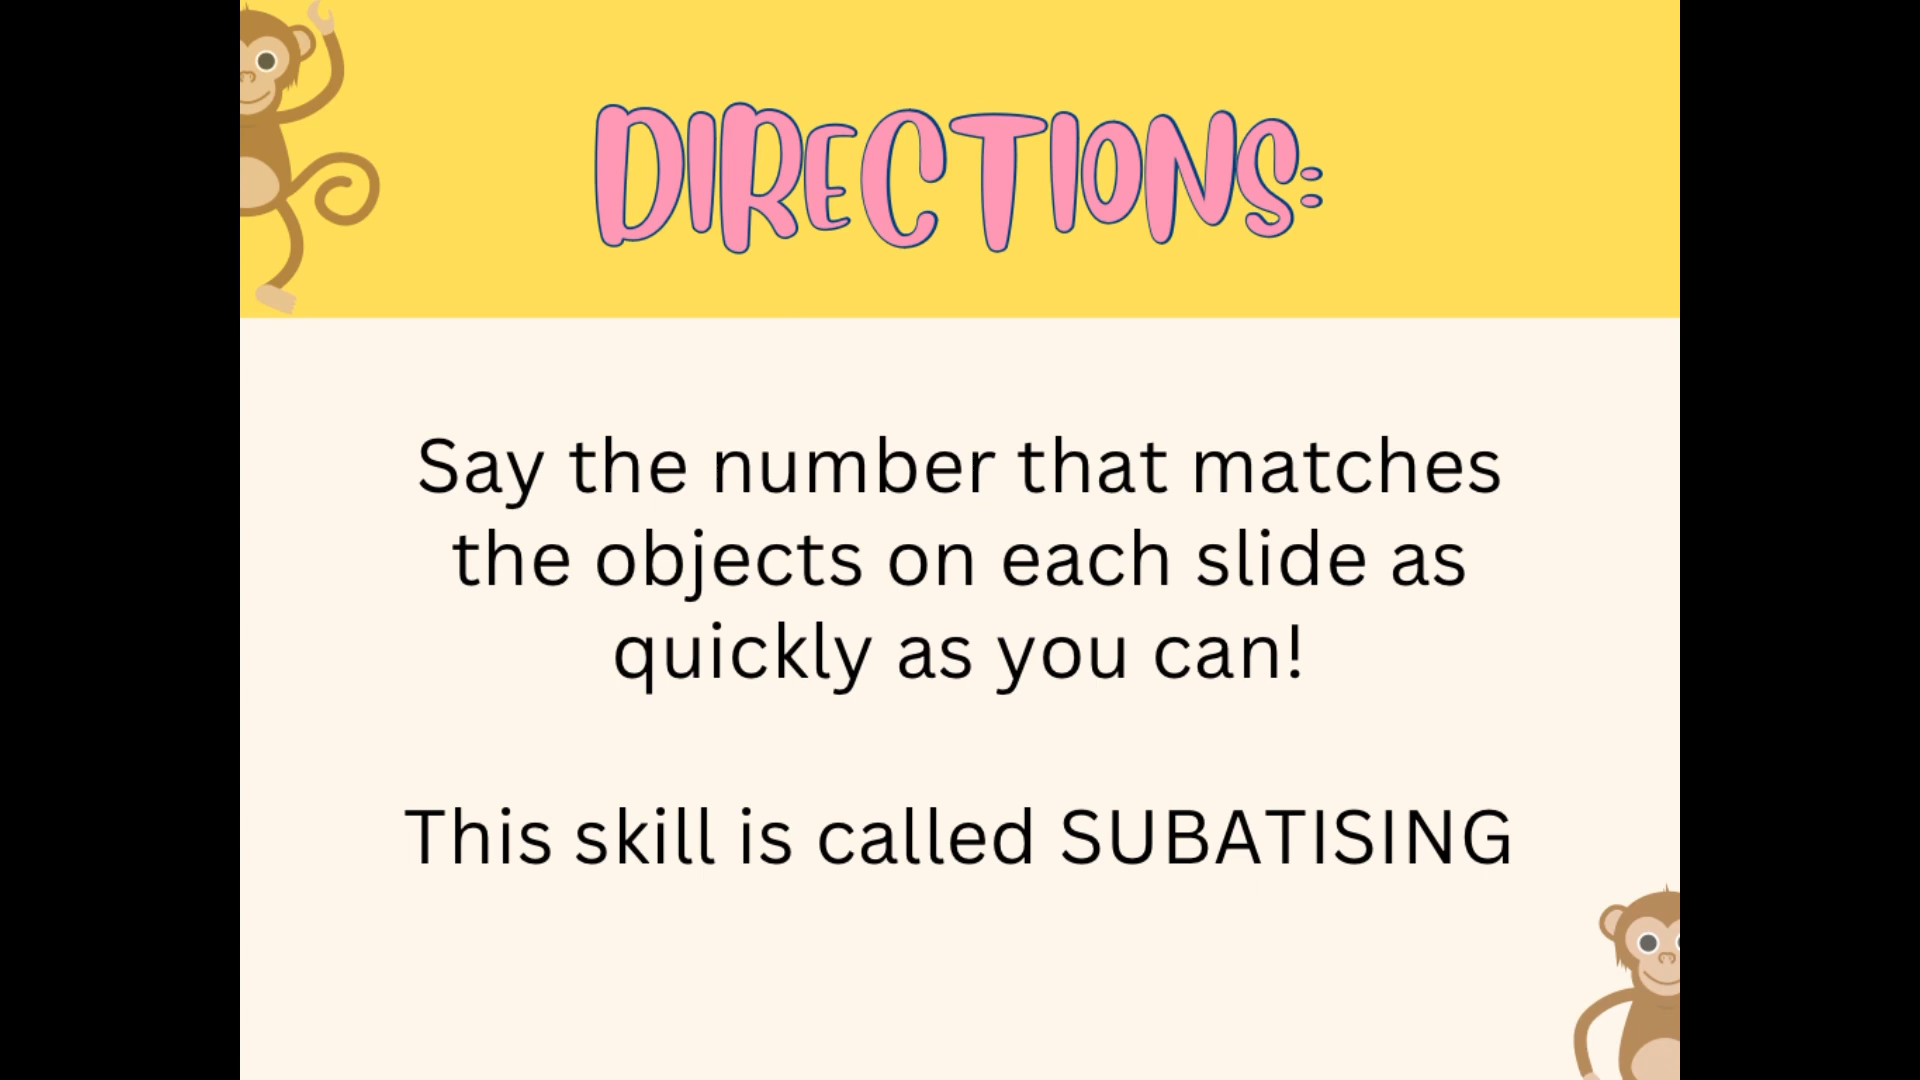 DIRECTIONS:
Say the number that matches
the objects on each slide as
quickly as you can!
This skill is called SUBATISING